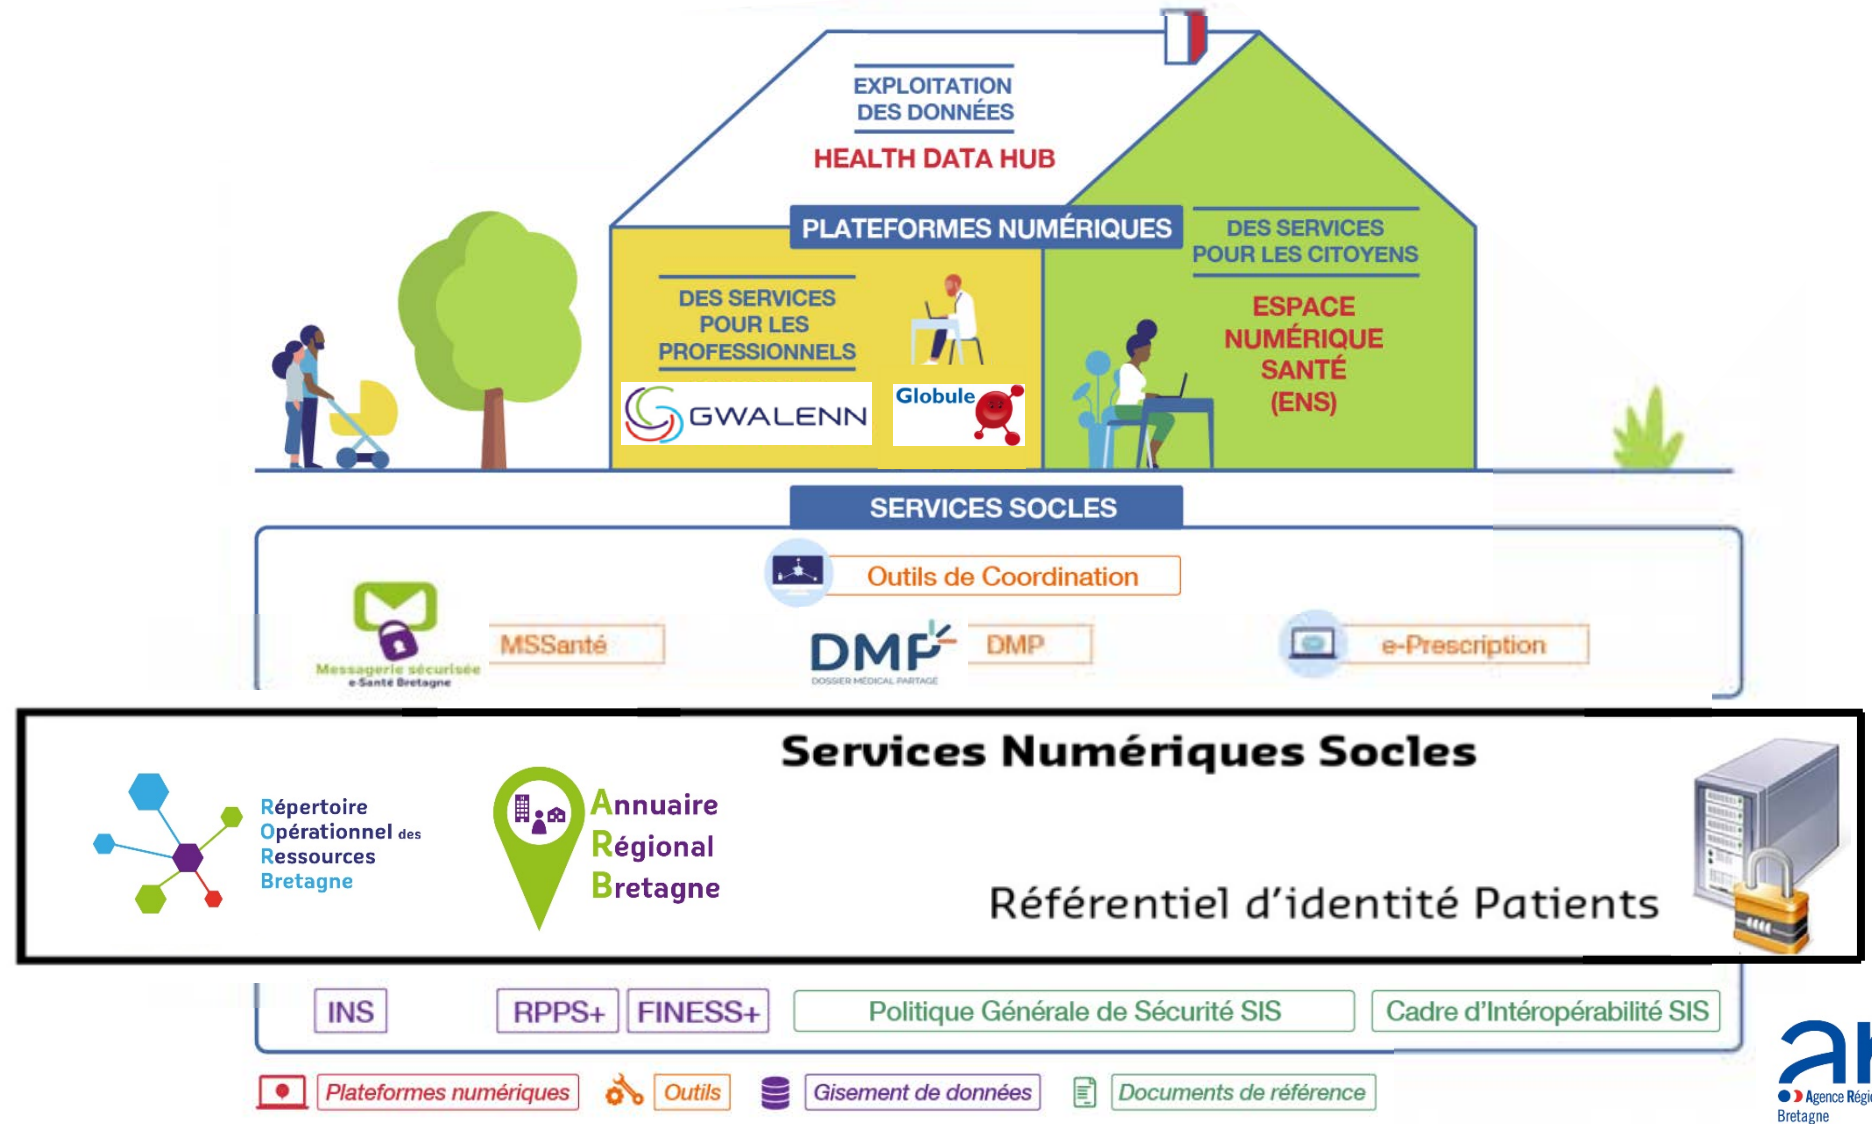 EXPLOITATION
DES DONNÉES
HEALTH DATA HUB
PLATEFORMES NUMÉRIQUES
DES SERVICES
POUR LES
PROFESSIONNELS
GWALENN
Globule
DES SERVICES
POUR LES CITOYENS
ESPACE
NUMÉRIQUE
SANTÉ
(ENS)
SERVICES SOCLES
Outils de Coordination
Messagerie sécurisée
e-Santé Bretagne
MSSanté
DMP
DOSSIER MÉDICAL PARTAGÉ
DMP
e-Prescription
Services Numériques Socles
Répertoire
Opérationnel des
Ressources
Bretagne
Annuaire
Régional
Bretagne
Référentiel d'identité Patients
INS
RPPS+
FINESS+
Politique Générale de Sécurité SIS
Cadre d'Intéropérabilité SIS
Plateformes numériques
Outils
Gisement de données
Documents de référence
Agence Régi
Bretagne